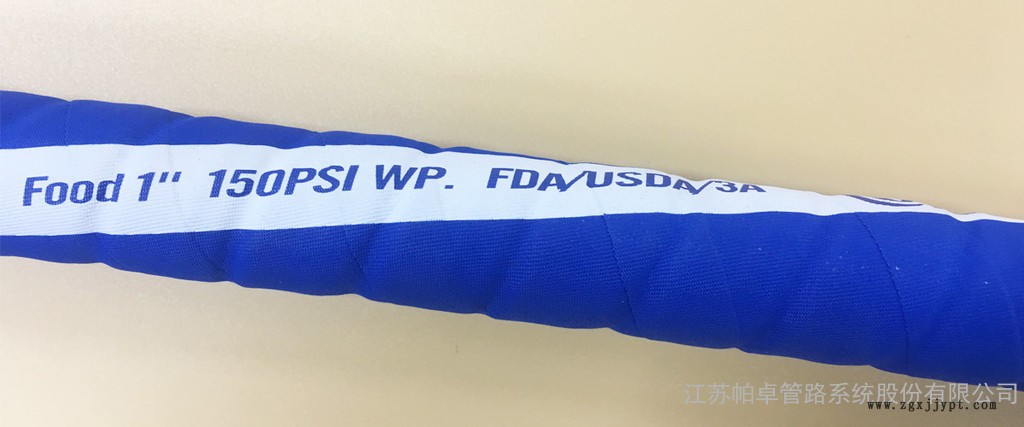 Food 1" 150PSI WP. FDA/USDA/3A
江苏帕卓管路系统股份有限公司
www.zgxjjypt.com